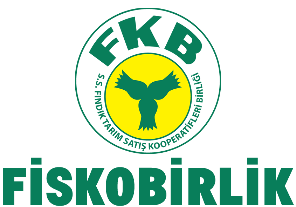 FKB
S.S. FINDIK TARIM SATIŞ KOOPERATİFLERİ BİRLİĞİ
FİSKOBİRLİK